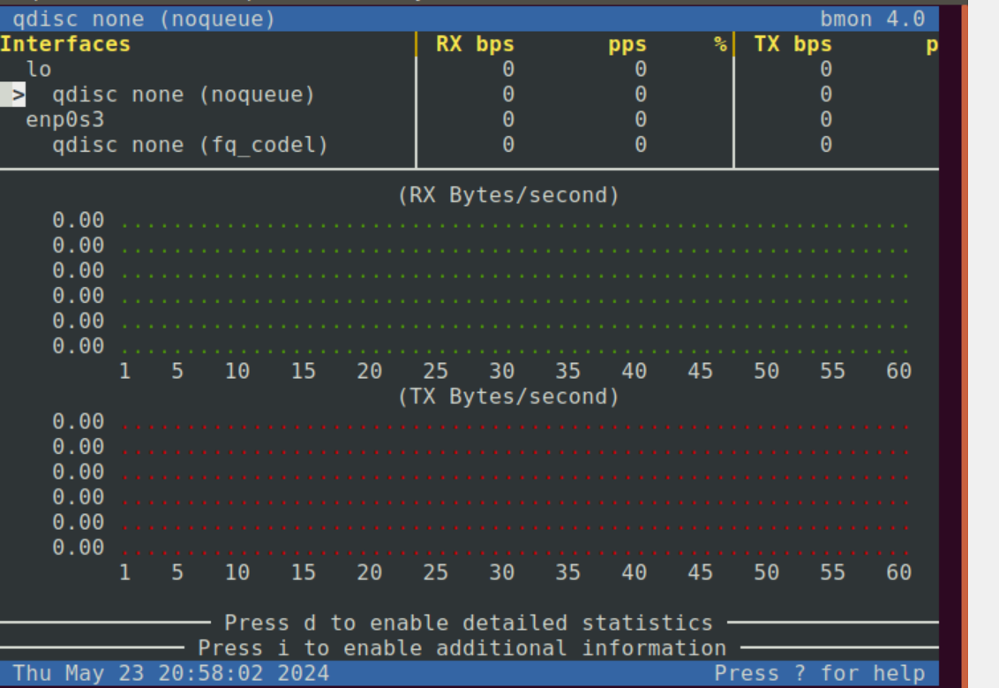 qdisc none (noqueue) bmon 4.0
Interfaces RX bps pps % TX bps p
lo 0 0 0
> qdisc none (noqueue) 0 0 0
enp0s3 0 0 0
qdisc none (fq_codel) 0 0 0
(RX Bytes/second)
0.00
0.00
0.00
0.00
0.00
0.00
1 5 10 15 20 25 30 35 40 45 50 55 60
(TX Bytes/second)
0.00
0.00
0.00
0.00
0.00
0.00
1 5 10 15 20 25 30 35 40 45 50 55 60
Press d to enable detailed statistics
Press i to enable additional information
Thu May 23 20:58:02 2024 Press ? for help